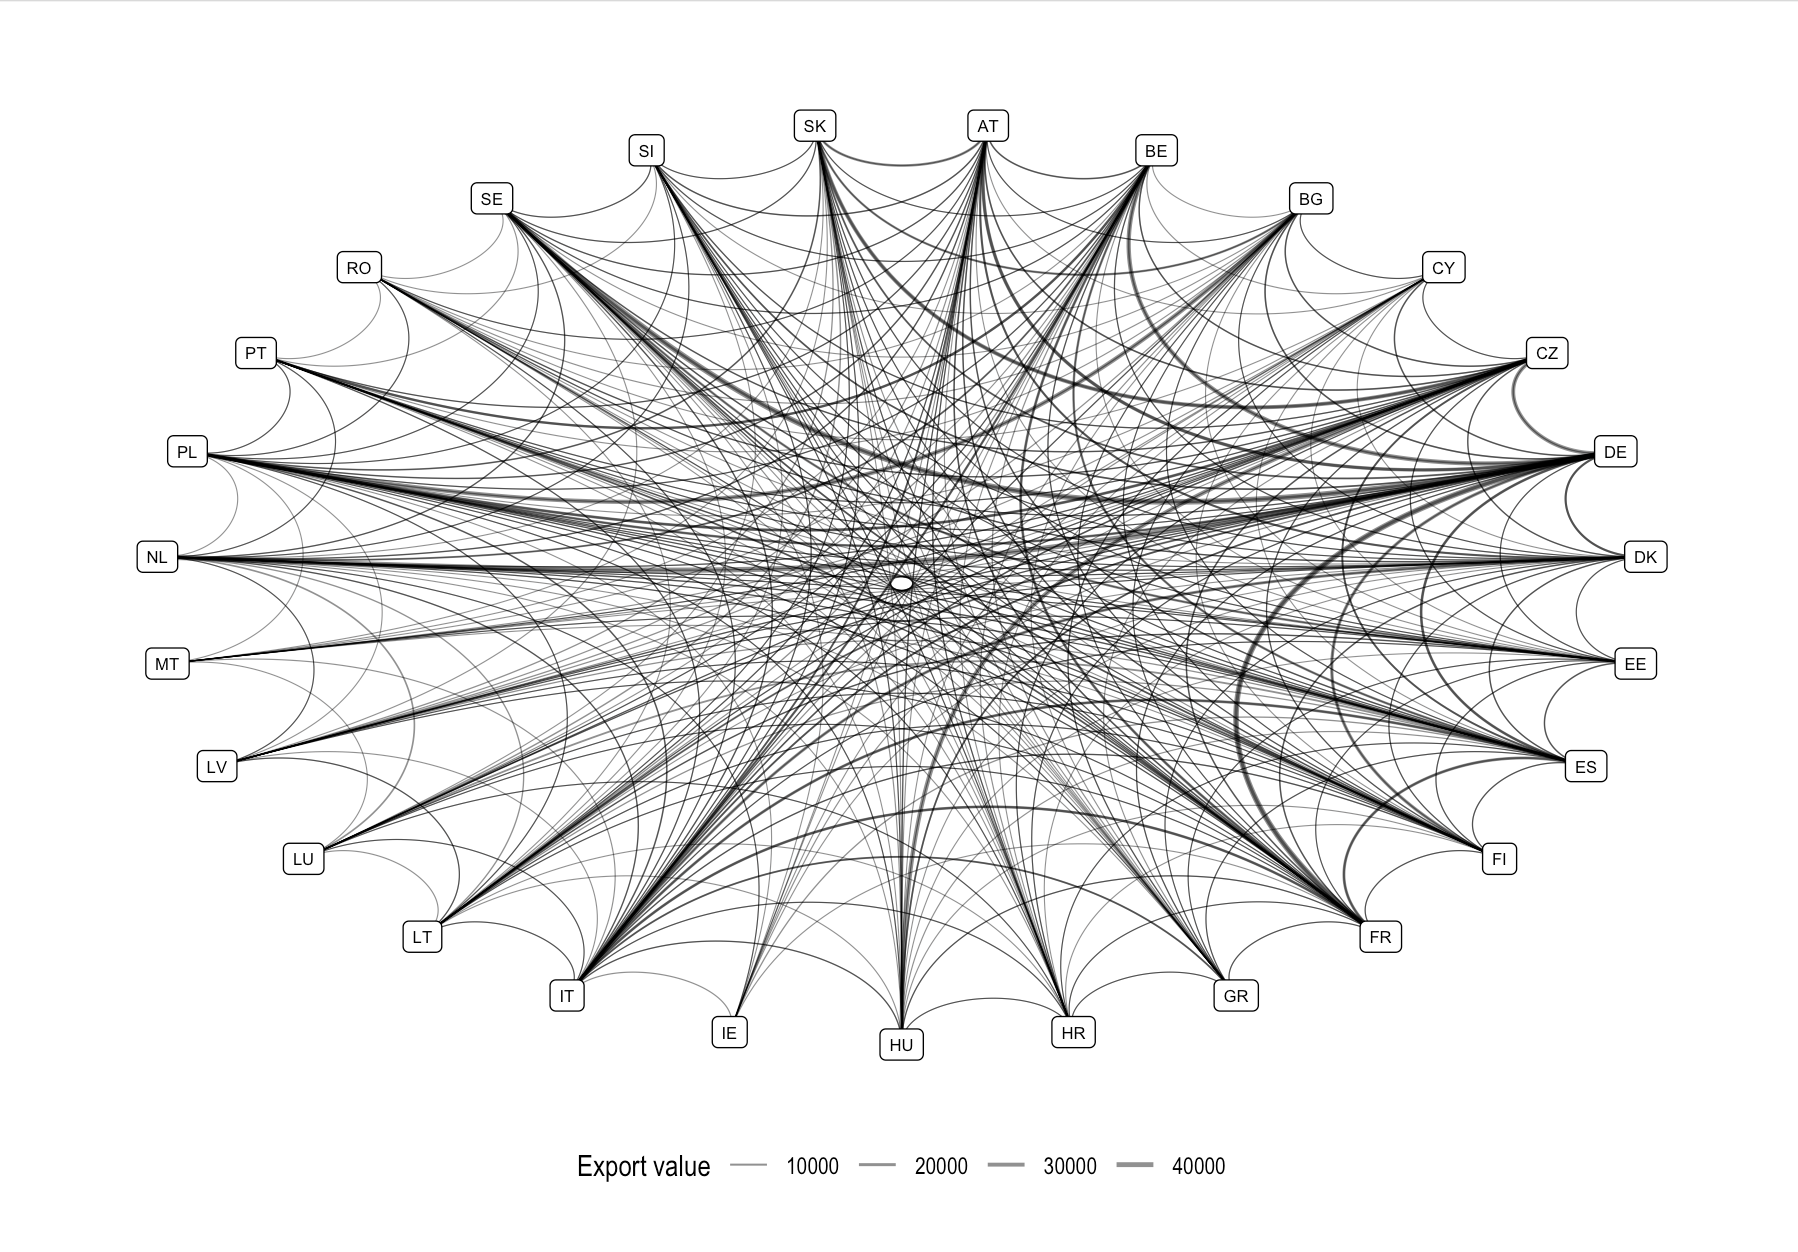 SK AT
SI BE
SE BG
RO CY
PT CZ
PL DE
NL DK
MT EE
LV ES
LU FI
LT FR
IT GR
IE HR
HU
Export value 10000 20000 30000 40000